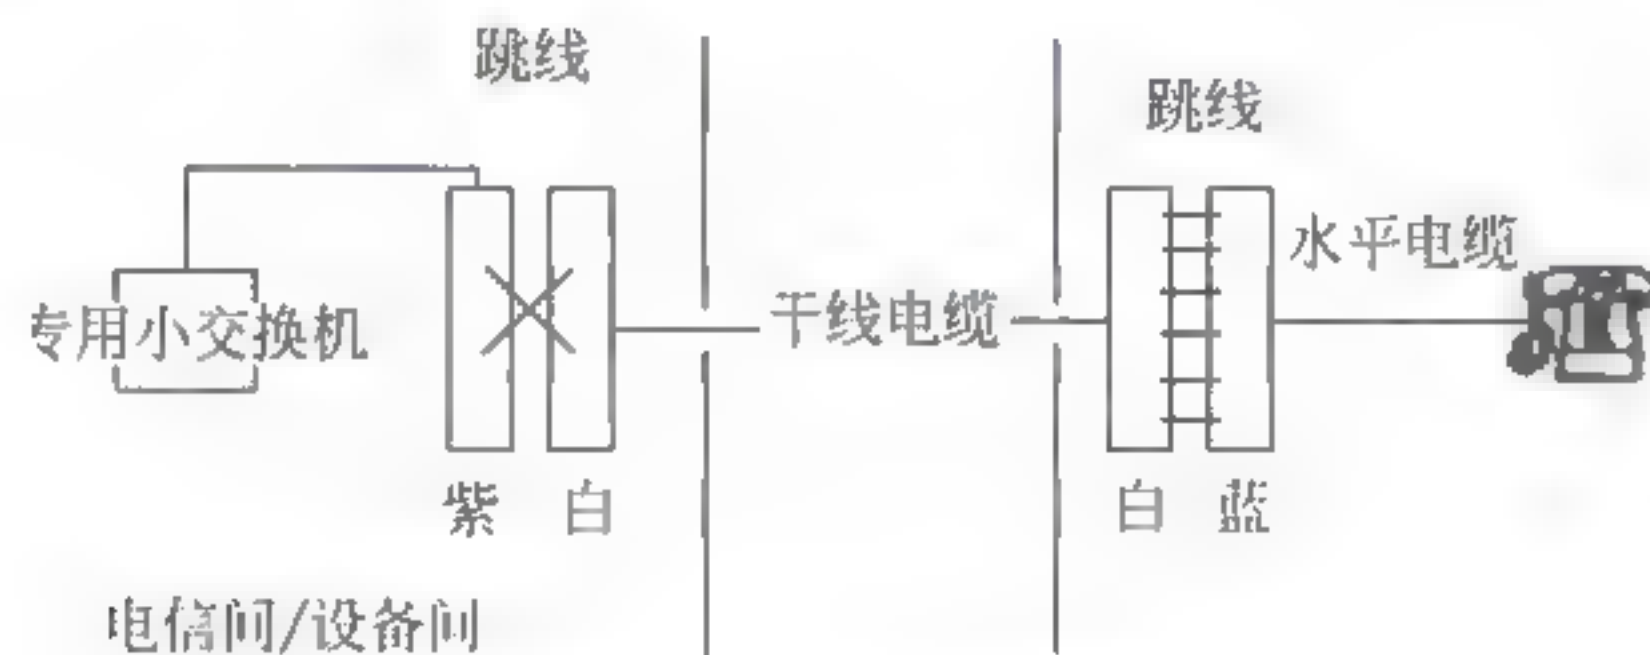 跳线
跳线
水平电缆
专用小交换机
干线电缆
紫 白
白 蓝
电信间/设备间